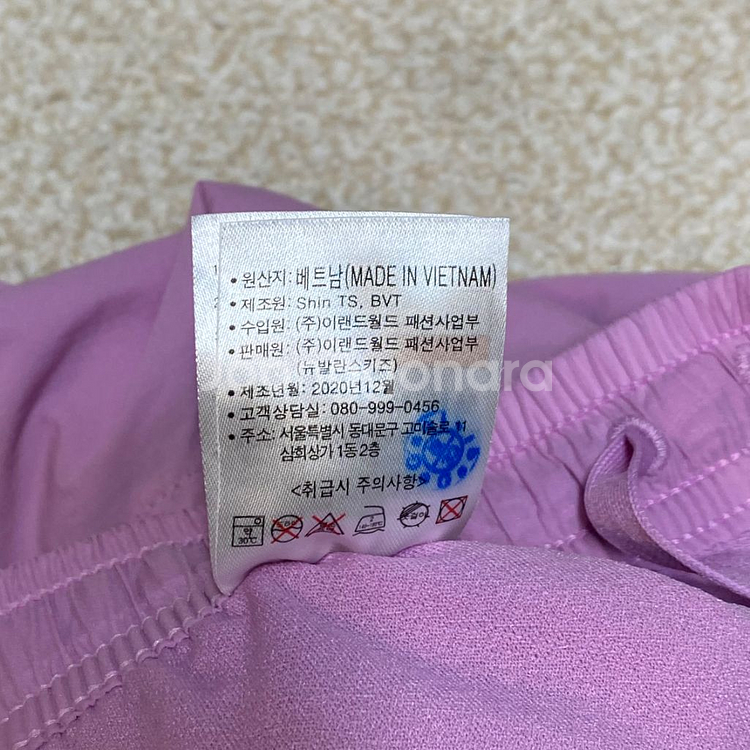 • 원산지: 베트남(MADE IN VIETNAM)
• 제조원: Shin TS, BVT
• 수입원: (주)이랜드월드 패션사업부
• 판매원: (주)이랜드월드 패션사업부
(뉴발란스키즈)
• 제조년월: 2020년12월
• 고객상담실: 080-999-0456
• 주소: 서울특별시 동대문구 고미술로 11
삼희상가 1동 2층
<취급시 주의사항>
약
30℃